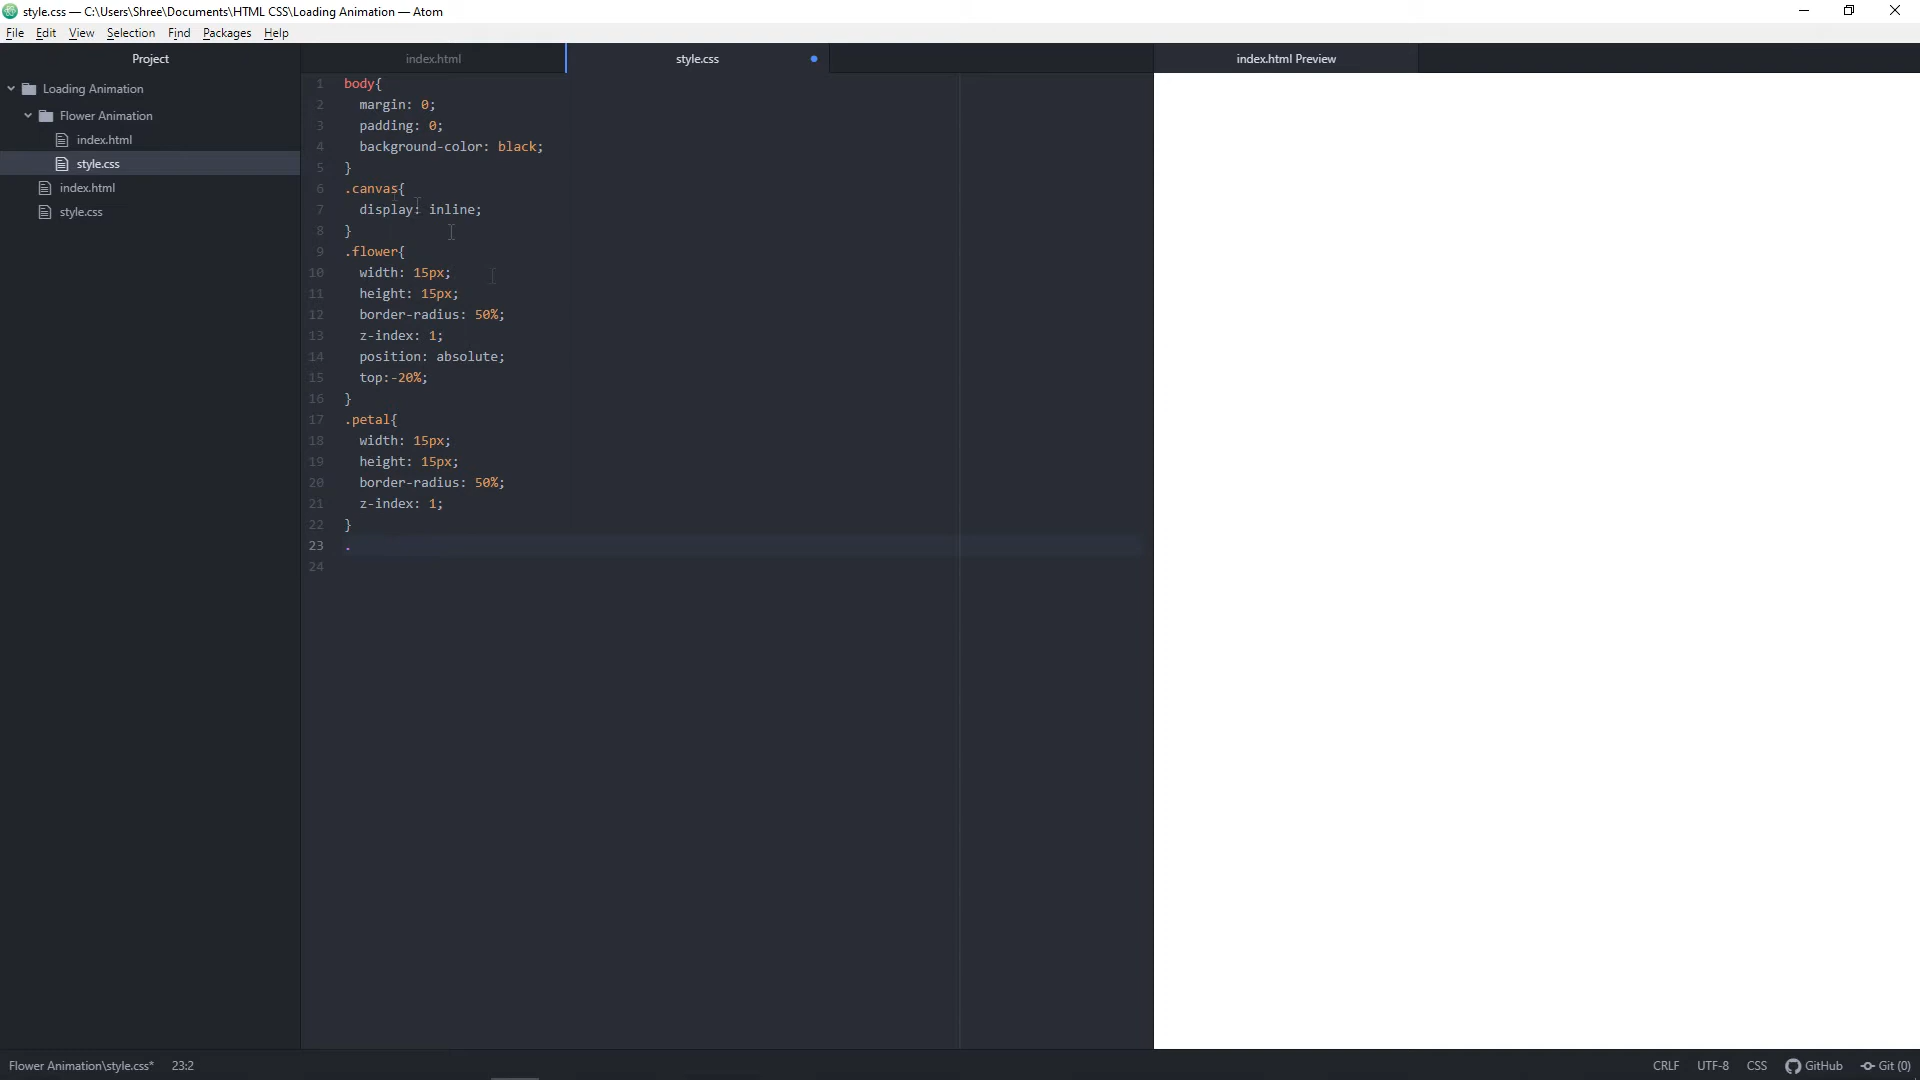 style.css — C:\Users\Shree\Documents\HTML CSS\Loading Animation — Atom
File Edit View Selection Find Packages Help
Project
Loading Animation
Flower Animation
index.html
style.css
index.html
style.css
index.html
style.css
index.html Preview
1 body{
2 margin: 0;
3 padding: 0;
4 background-color: black;
5 }
6 .canvas{
7 display: inline;
8 }
9 .flower{
10 width: 15px;
11 height: 15px;
12 border-radius: 50%;
13 z-index: 1;
14 position: absolute;
15 top:-20%;
16 }
17 .petal{
18 width: 15px;
19 height: 15px;
20 border-radius: 50%;
21 z-index: 1;
22 }
23 .
24
Flower Animation\style.css* 23:2
CRLF UTF-8 CSS GitHub Git (0)